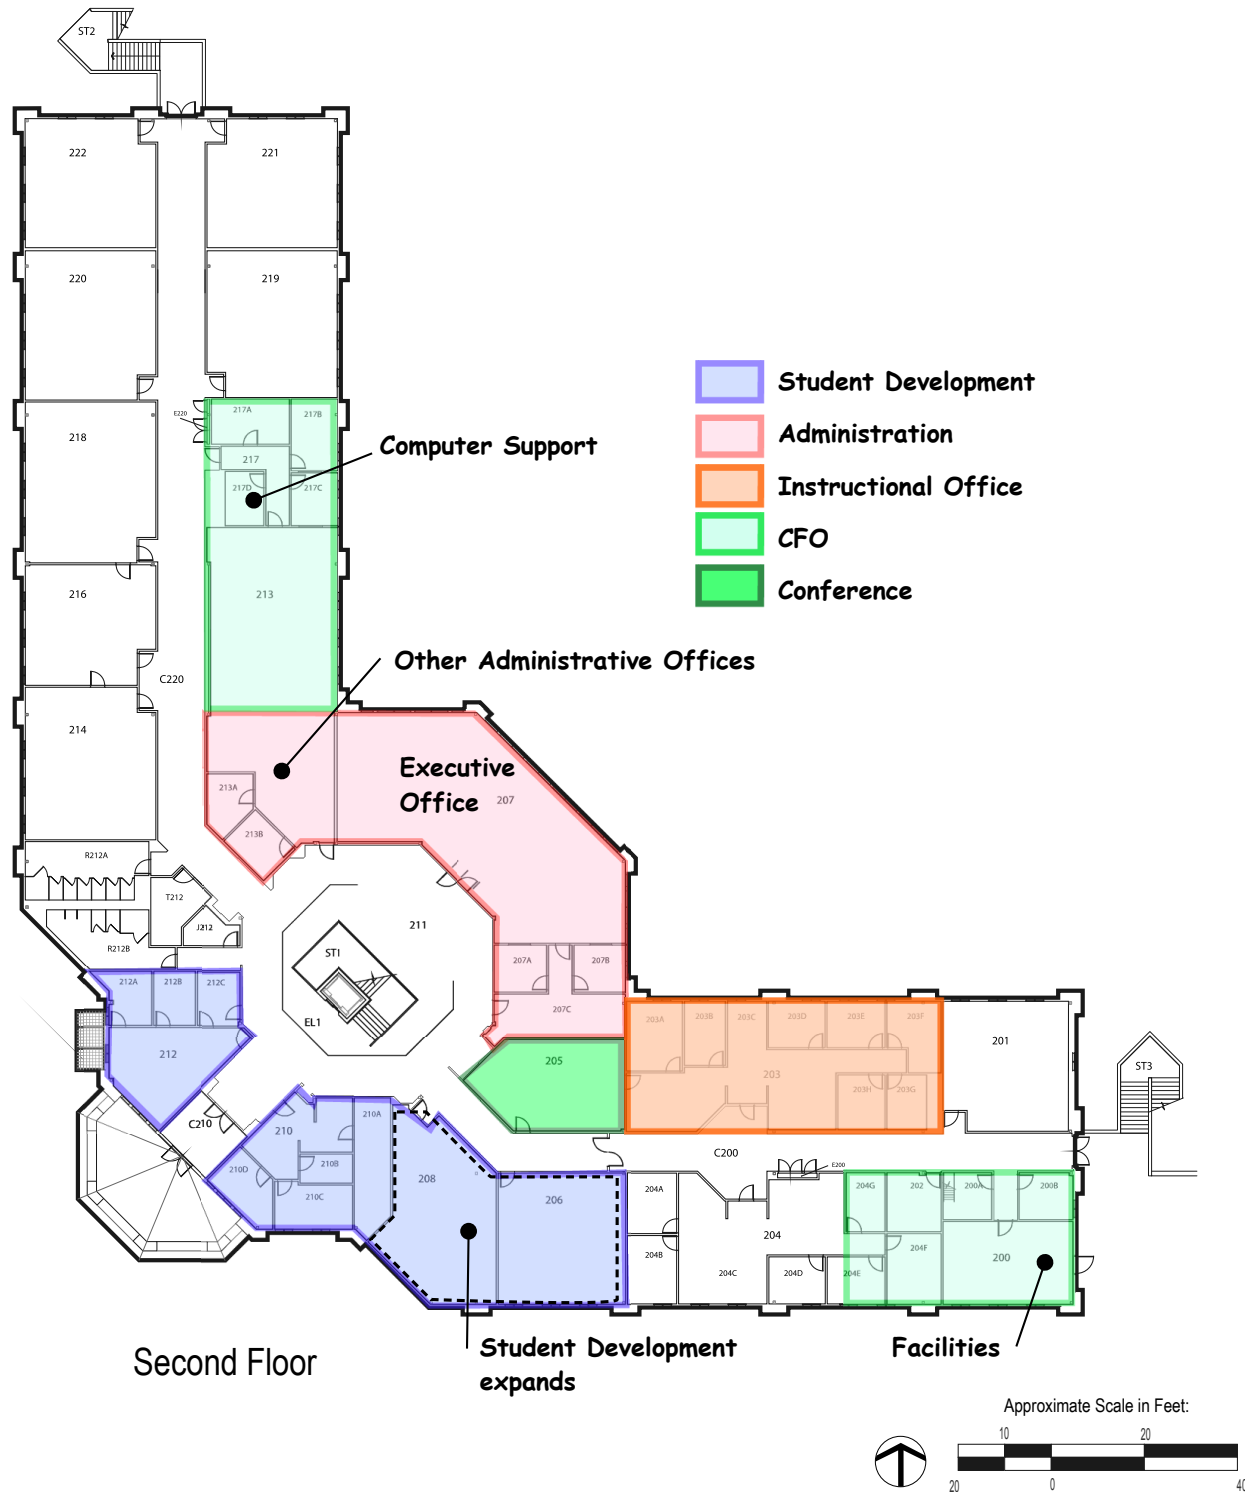 ST2
222
221
220
219
E220
217A
217B
218
217
217D
217C
Computer Support
Student Development
Administration
Instructional Office
CFO
Conference
216
213
C220
Other Administrative Offices
214
213A
213B
Executive
Office
207
R212A
T212
J212
R212B
211
ST1
EL1
207A
207B
207C
212A
212B
212C
212
205
203A
203B
203C
203D
203E
203F
203
203H
203G
201
ST3
C210
210
210A
210B
210C
210D
208
206
C200
E200
204A
204B
204C
204
204D
204E
204F
204G
202
200A
200B
200
Student Development
expands
Facilities
Second Floor
Approximate Scale in Feet:
10
20
20
0
40